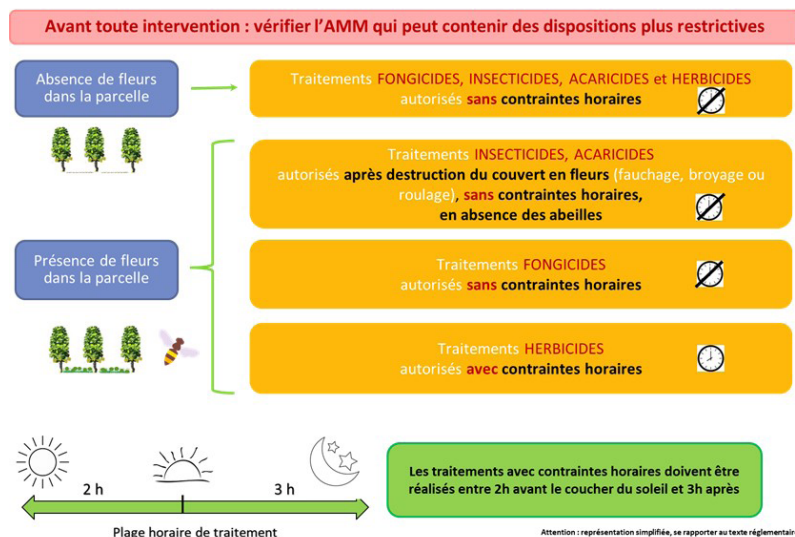 Avant toute intervention : vérifier l'AMM qui peut contenir des dispositions plus restrictives
Absence de fleurs
dans la parcelle
Traitements FONGICIDES, INSECTICIDES, ACARICIDES et HERBICIDES
autorisés sans contraintes horaires
Traitements INSECTICIDES, ACARICIDES
autorisés après destruction du couvert en fleurs (fauchage, broyage ou
roulage), sans contraintes horaires,
en absence des abeilles
Présence de fleurs
dans la parcelle
Traitements FONGICIDES
autorisés sans contraintes horaires
Traitements HERBICIDES
autorisés avec contraintes horaires
2 h
3 h
Plage horaire de traitement
Les traitements avec contraintes horaires doivent être
réalisés entre 2h avant le coucher du soleil et 3h après
Attention : représentation simplifiée, se rapporter au texte réglementaire